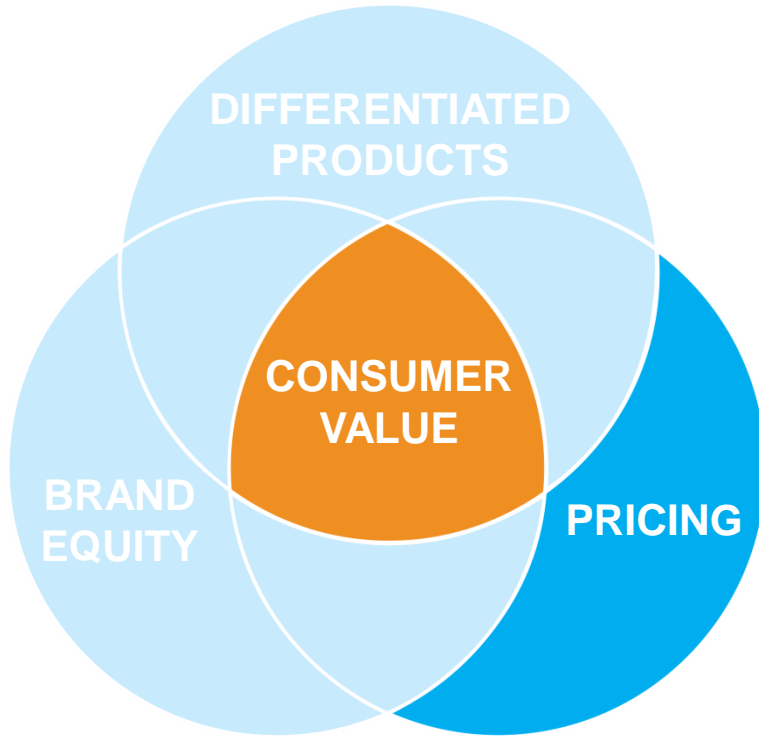 DIFFERENTIATED
PRODUCTS
CONSUMER
VALUE
BRAND
EQUITY
PRICING